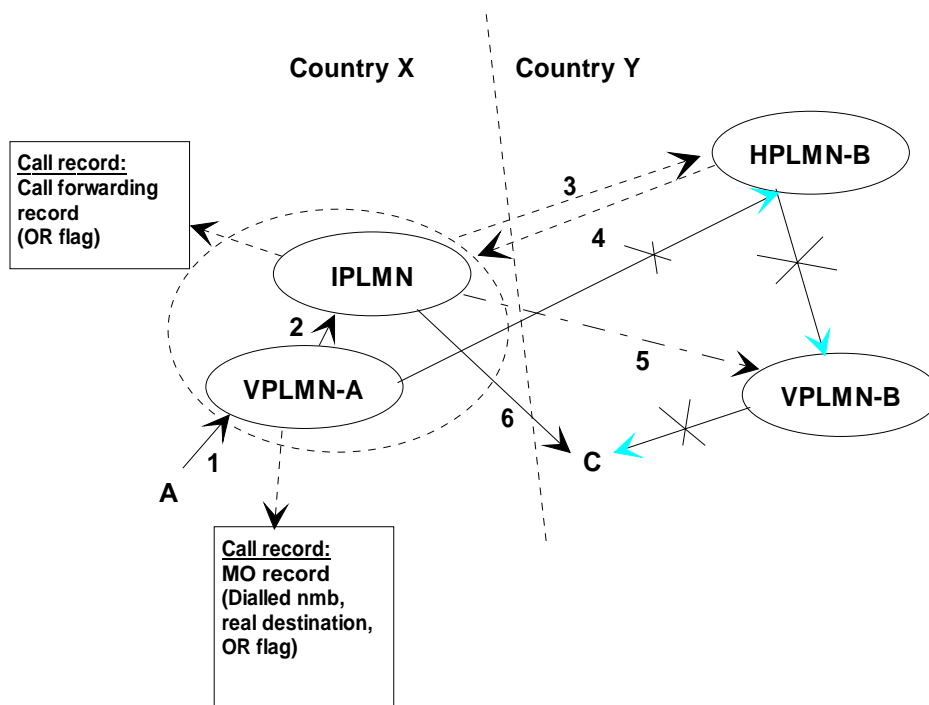 Country X
Country Y
Call record:
Call forwarding
record
(OR flag)
HPLMN-B
3
4
IPLMN
2
5
VPLMN-A
VPLMN-B
6
1
C
A
Call record:
MO record
(Dialled nmb,
real destination,
OR flag)